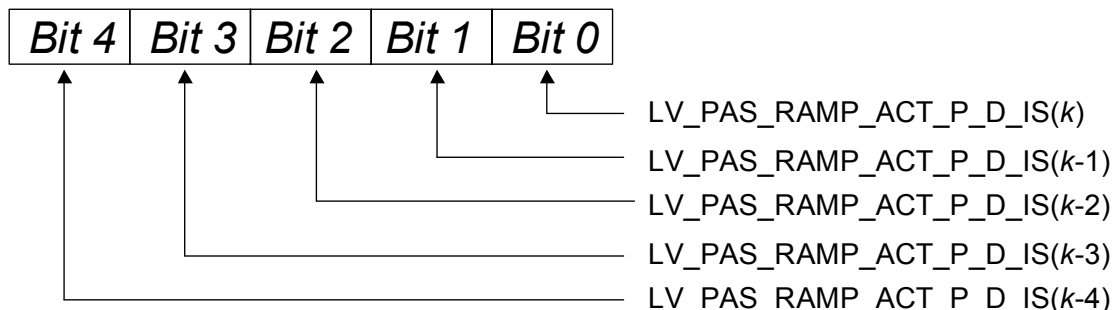 Bit 4 Bit 3 Bit 2 Bit 1 Bit 0
LV_PAS_RAMP_ACT_P_D_IS(k)
LV_PAS_RAMP_ACT_P_D_IS(k-1)
LV_PAS_RAMP_ACT_P_D_IS(k-2)
LV_PAS_RAMP_ACT_P_D_IS(k-3)
LV_PAS_RAMP_ACT_P_D_IS(k-4)